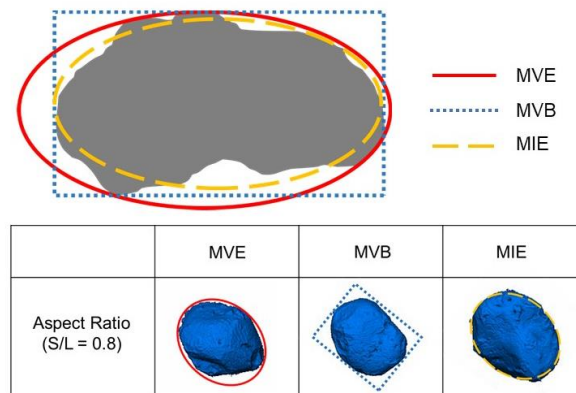 MVE
MVB
MIE
MVE MVB MIE
Aspect Ratio
(S/L = 0.8)